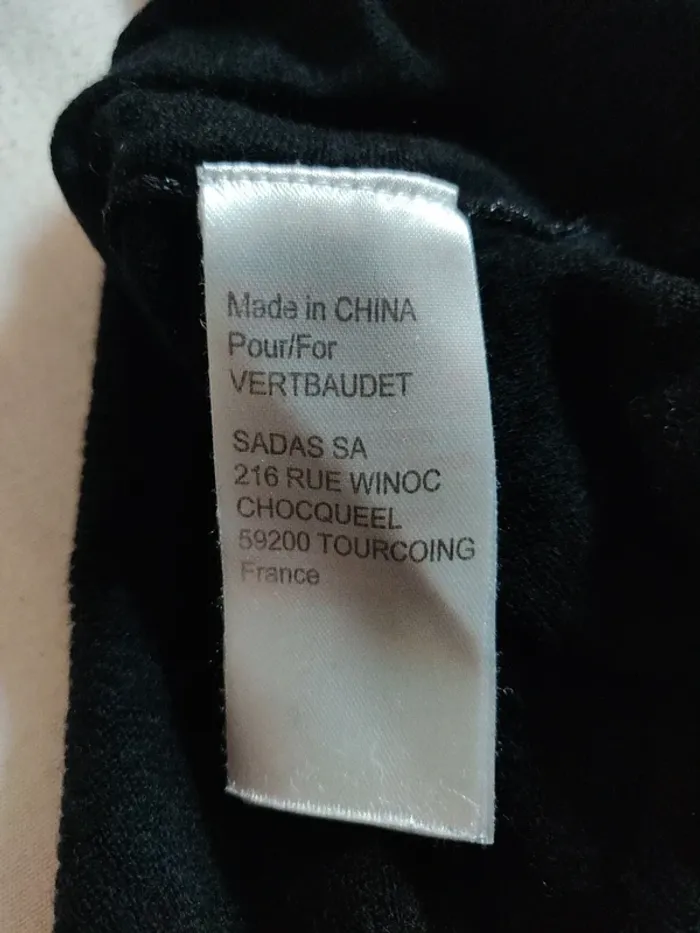 Made in CHINA
Pour/For
VERTBAUDET
SADAS SA
216 RUE WINOC
CHOCQUEEL
59200 TOURCOING
France